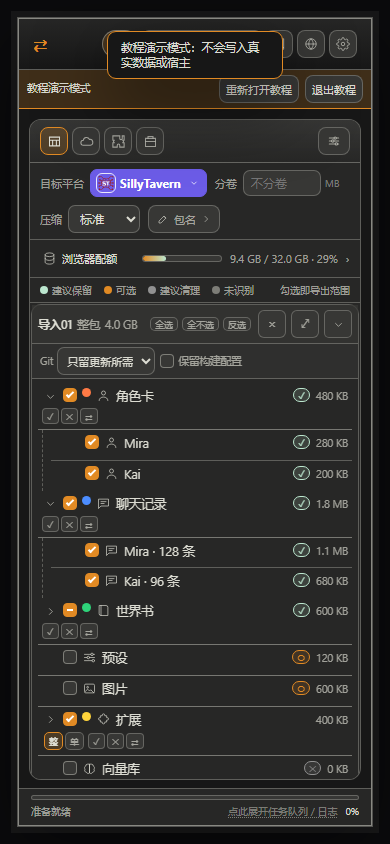 教程演示模式：不会写入真
实数据或宿主
教程演示模式
重新打开教程
退出教程
目标平台
ST
SillyTavern
分卷
不分卷
MB
压缩
标准
包名
浏览器配额
9.4 GB / 32.0 GB · 29%
建议保留
可选
建议清理
未识别
勾选即导出范围
导入01 整包 4.0 GB
全选
全不选
反选
Git
只留更新所需
保留构建配置
角色卡
480 KB
Mira
280 KB
Kai
200 KB
聊天记录
1.8 MB
Mira · 128 条
1.1 MB
Kai · 96 条
680 KB
世界书
600 KB
预设
120 KB
图片
600 KB
扩展
400 KB
整
单
向量库
0 KB
准备就绪
点此展开任务队列 / 日志
0%